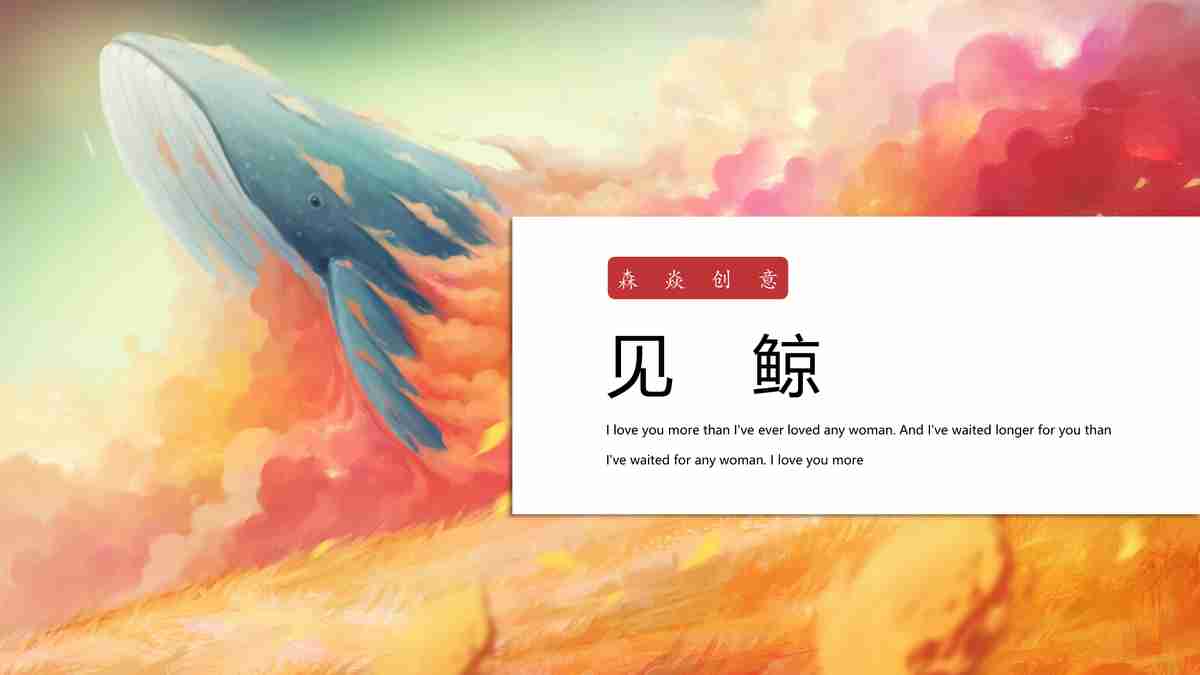 森焱创意
见 鲸
I love you more than I've ever loved any woman. And I've waited longer for you than
I've waited for any woman. I love you more